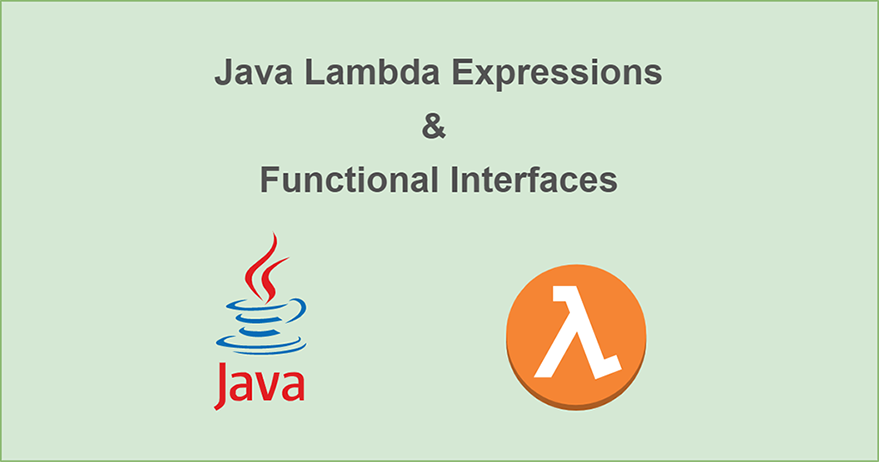 Java Lambda Expressions
&
Functional Interfaces
Java
λ